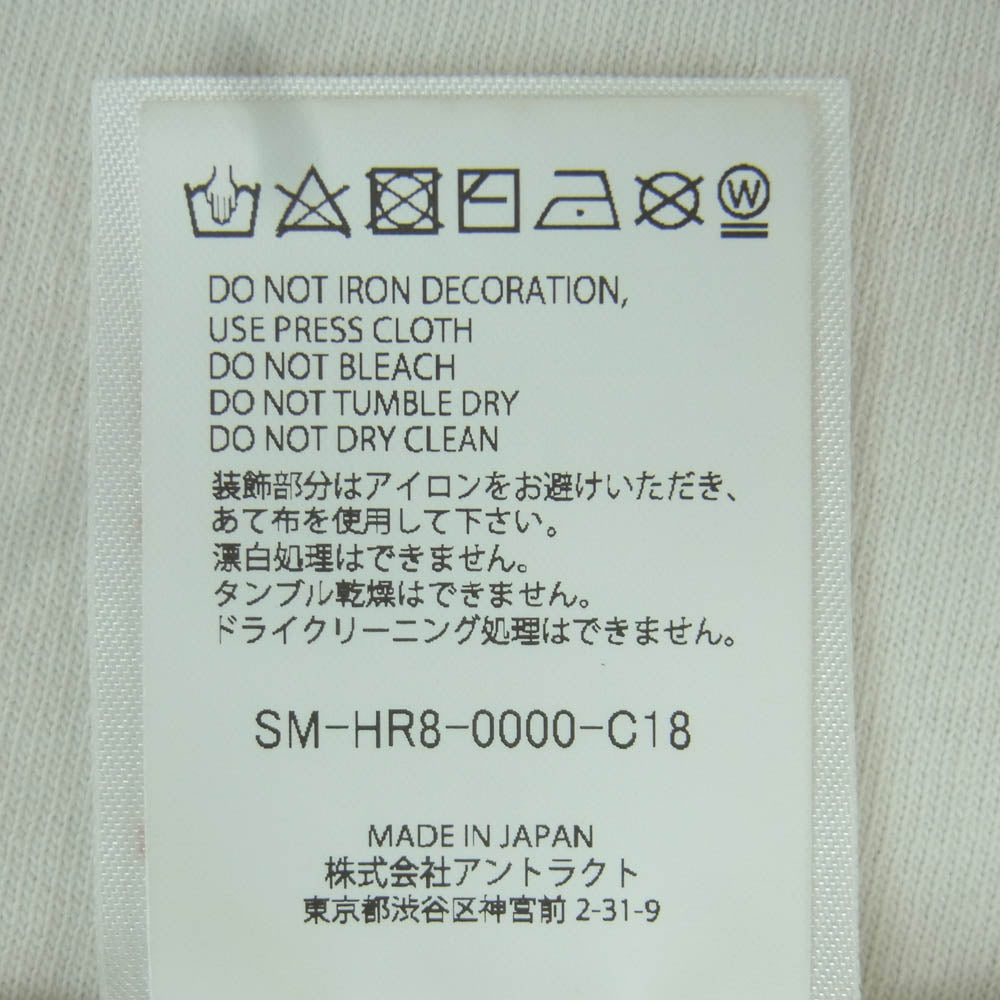 W
DO NOT IRON DECORATION,
USE PRESS CLOTH
DO NOT BLEACH
DO NOT TUMBLE DRY
DO NOT DRY CLEAN
装飾部分はアイロンをお避けいただき、
あて布を使用して下さい。
漂白処理はできません。
タンブル乾燥はできません。
ドライクリーニング処理はできません。
SM-HR8-0000-C18
MADE IN JAPAN
株式会社アントラクト
東京都渋谷区神宮前 2-31-9